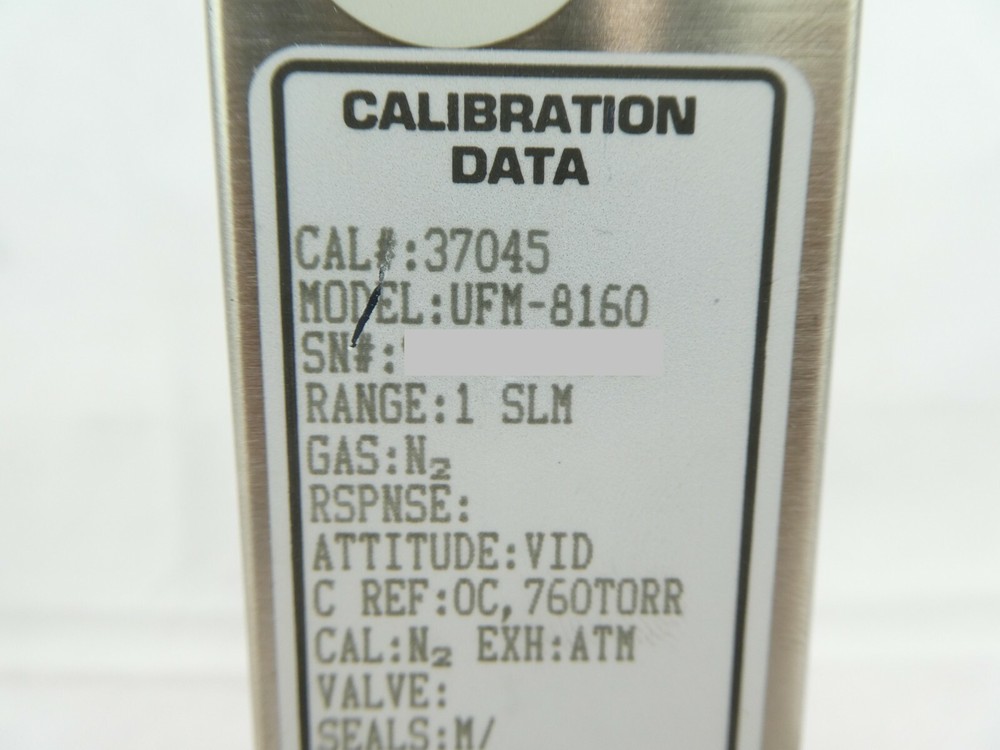 CALIBRATION
DATA
CAL#:37045
MODEL:UFM-8160
SN#:
RANGE:1 SLM
GAS:N₂
RSPNSE:
ATTITUDE:VID
C REF:0C,760TORR
CAL:N₂ EXH:ATM
VALVE:
SEALS:M/